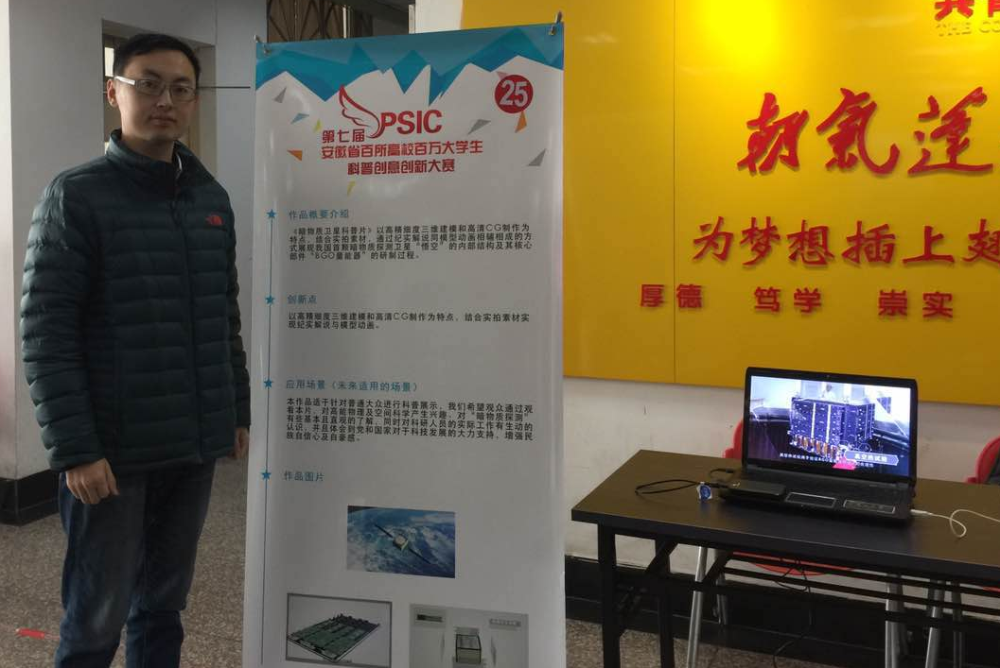 25
PSIC
第七届
安徽省百所高校百万大学生
科普创意创新大赛
作品概要介绍
《暗物质卫星科普片》以高精细度三维建模和高清CG制作为
特点，结合实拍素材，通过纪实解说同模型动画相辅相成的方
式展现我国首颗暗物质探测卫星“悟空”的内部结构及其核心
部件“BGO量能器”的研制过程。
创新点
以高精细度三维建模和高清CG制作为特点，结合实拍素材实
现纪实解说与模型动画。
应用场景（未来适用的场景）
本作品适于针对普通大众进行科普展示，我们希望观众通过观
看本片，对高能物理及空间科学产生兴趣，对“暗物质探测”
有些基本且直观的了解，同时对科研人员的实际工作有生动的
认识，并且体会到党和国家对于科技发展的大力支持，增强民
族自信心及自豪感。
作品图片
THE CO
朝气蓬
为梦想插上翅
厚德 笃学 崇实
真空热试验